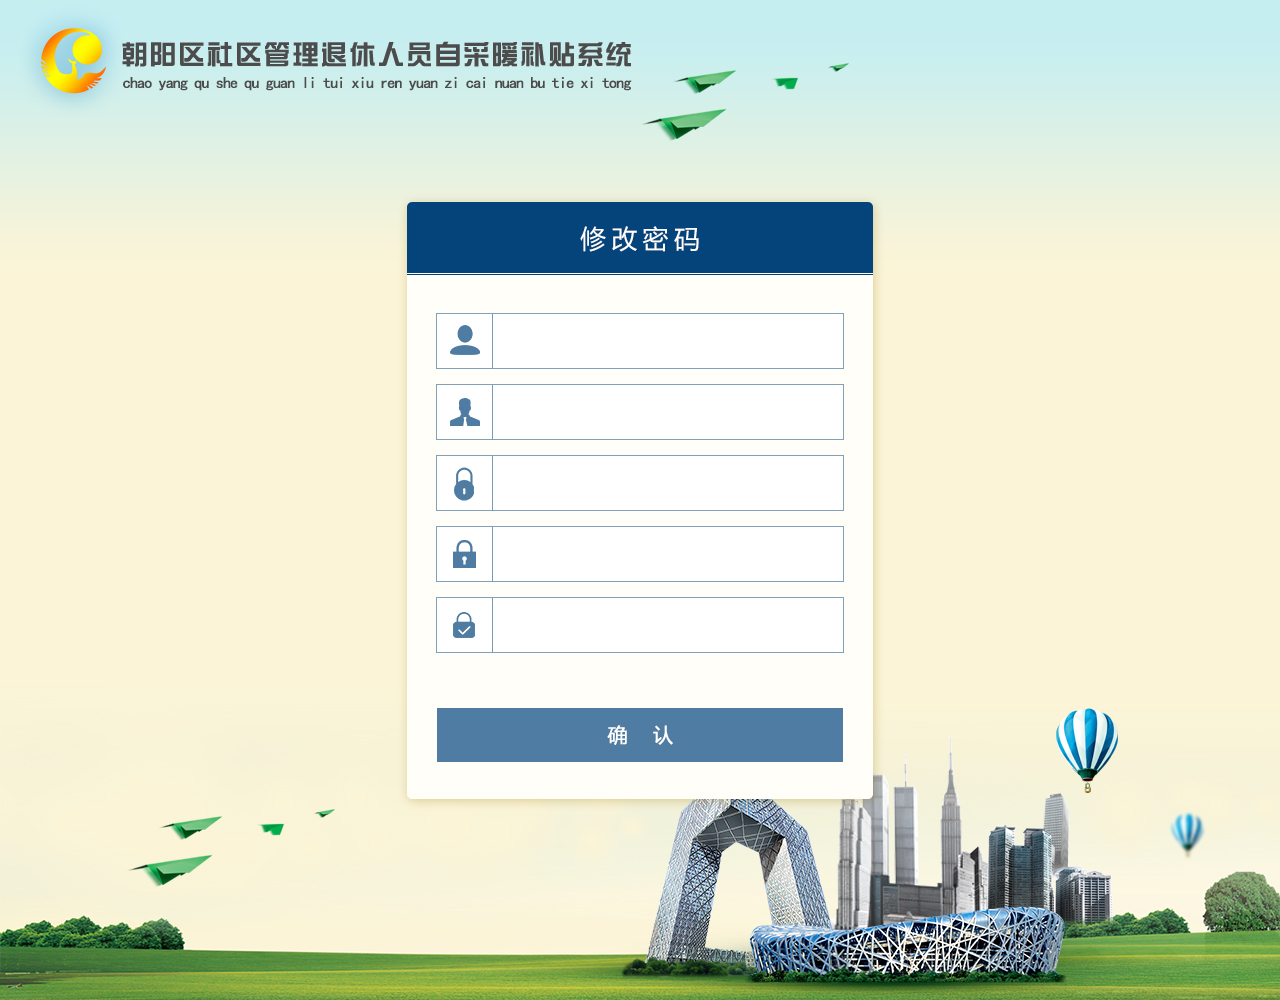 朝阳区社区管理退休人员自采暖补贴系统
chao yang qu she qu guan li tui xiu ren yuan zi cai nuan bu tie xi tong
修改密码
确 认